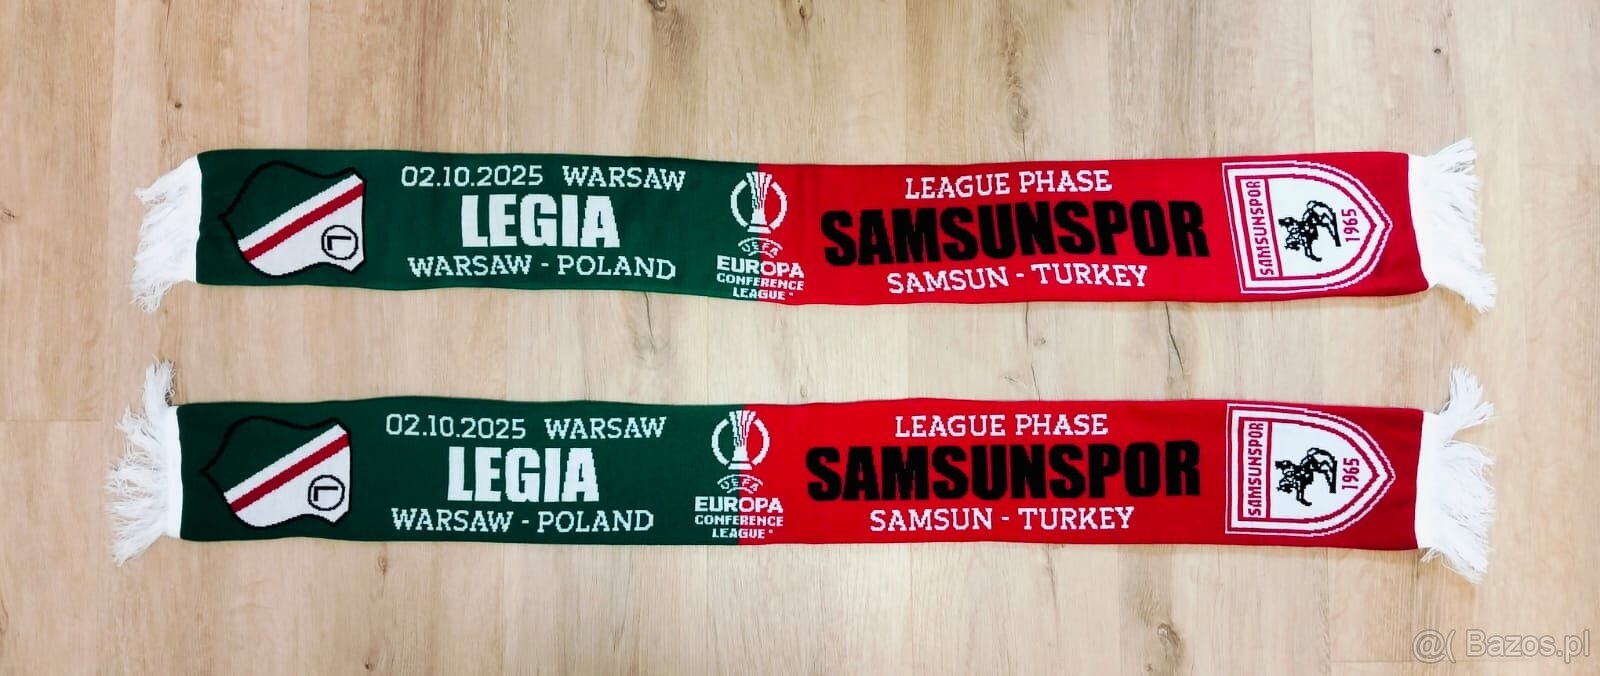 02.10.2025 WARSAW
LEGIA
WARSAW - POLAND
L
UEFA
EUROPA
CONFERENCE
LEAGUE
LEAGUE PHASE
SAMSUNSPOR
SAMSUN - TURKEY
SAMSUNSPOR
1965
02.10.2025 WARSAW
LEGIA
WARSAW - POLAND
L
UEFA
EUROPA
CONFERENCE
LEAGUE
LEAGUE PHASE
SAMSUNSPOR
SAMSUN - TURKEY
SAMSUNSPOR
1965
@( Bazos.pl